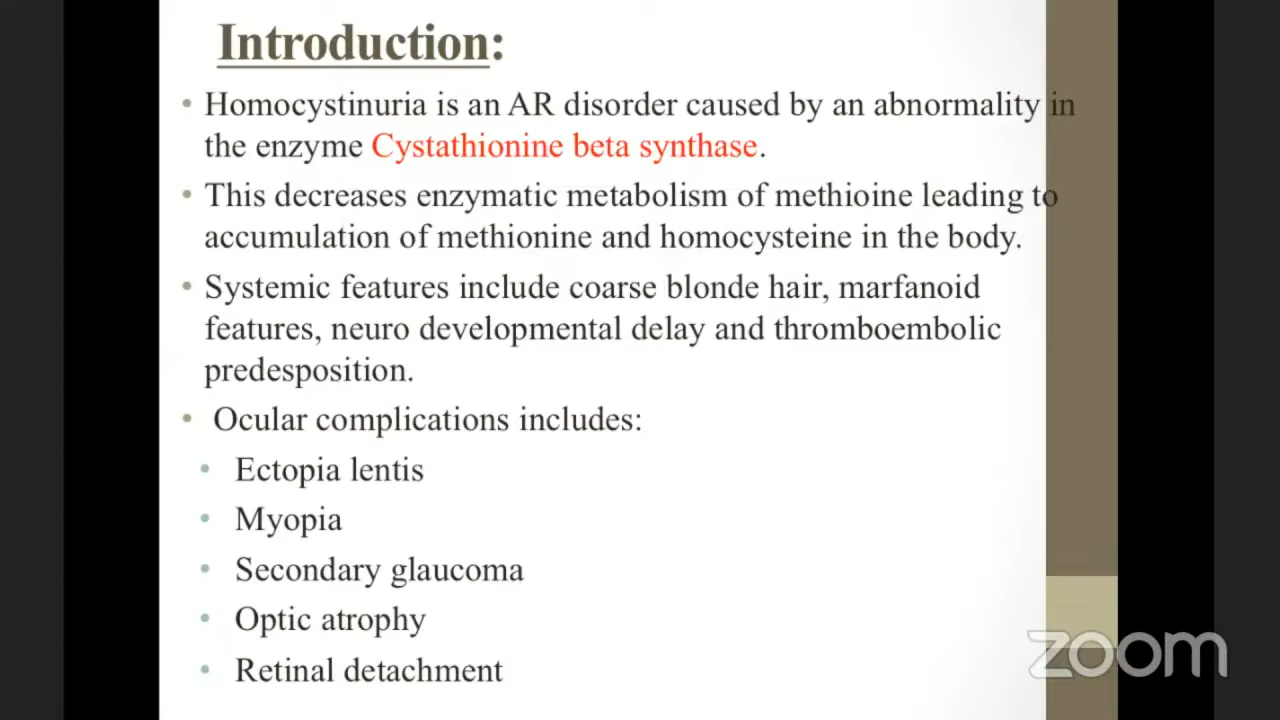 Introduction:
• Homocystinuria is an AR disorder caused by an abnormality in
the enzyme Cystathionine beta synthase.
• This decreases enzymatic metabolism of methioine leading to
accumulation of methionine and homocysteine in the body.
• Systemic features include coarse blonde hair, marfanoid
features, neuro developmental delay and thromboembolic
predesposition.
• Ocular complications includes:
• Ectopia lentis
• Myopia
• Secondary glaucoma
• Optic atrophy
• Retinal detachment
zoom